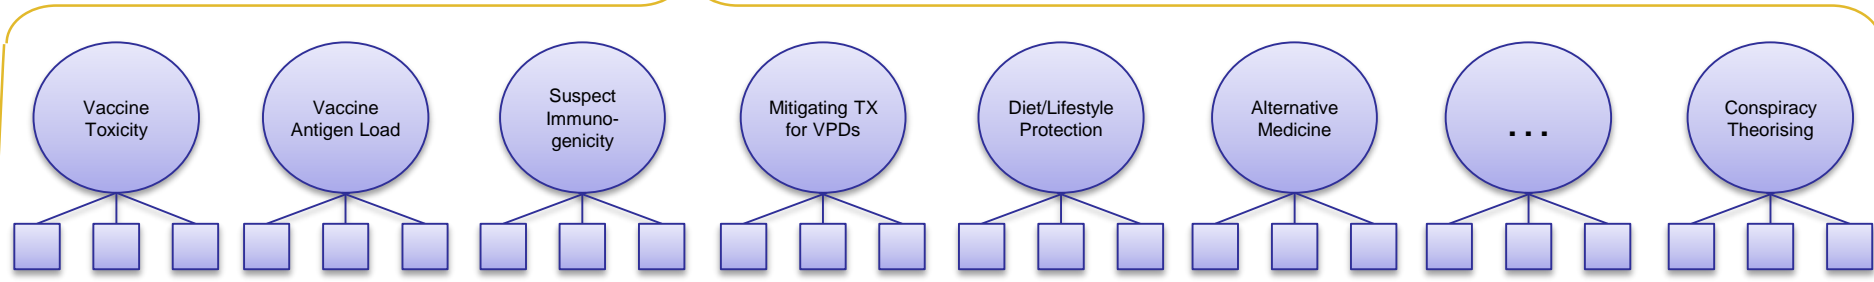 Vaccine
Toxicity
Vaccine
Antigen Load
Suspect
Immuno-
genicity
Mitigating TX
for VPDs
Diet/Lifestyle
Protection
Alternative
Medicine
...
Conspiracy
Theorising